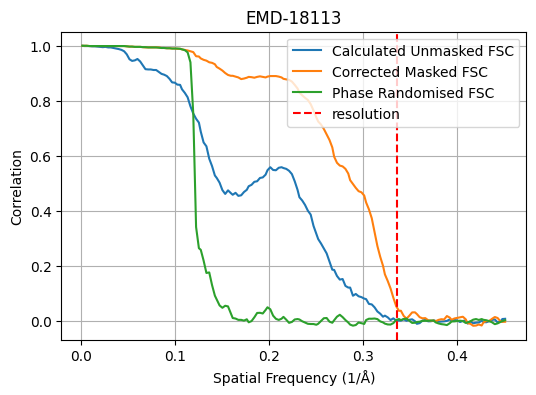 EMD-18113
Calculated Unmasked FSC
Corrected Masked FSC
Phase Randomised FSC
resolution
Correlation
1.0
0.8
0.6
0.4
0.2
0.0
0.0 0.1 0.2 0.3 0.4
Spatial Frequency (1/Å)